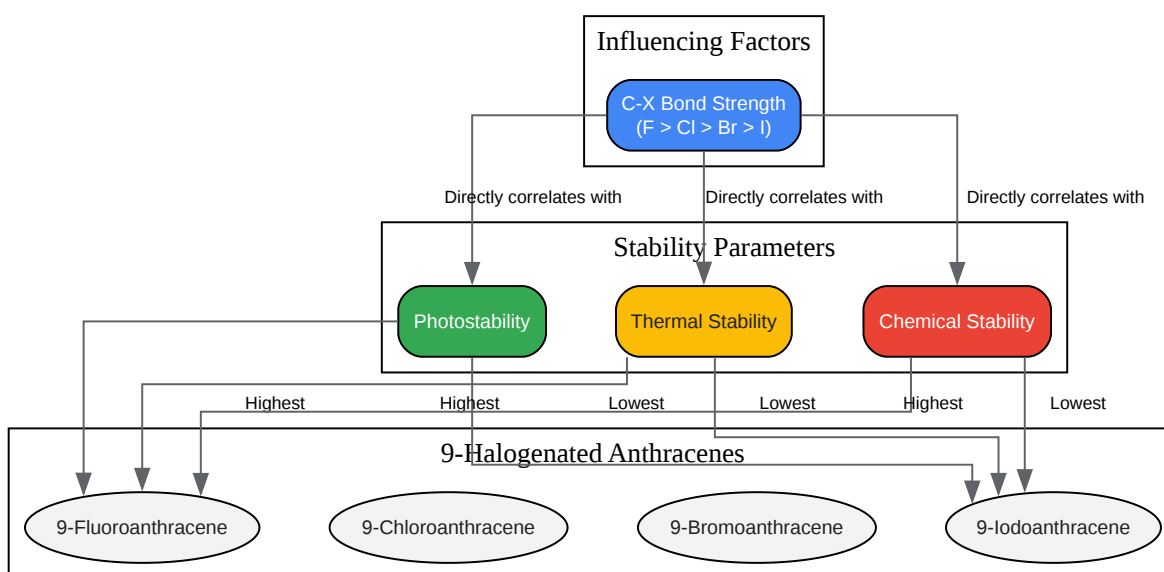 Influencing Factors
C-X Bond Strength
(F > Cl > Br > I)
Directly correlates with
Directly correlates with
Directly correlates with
Stability Parameters
Photostability
Thermal Stability
Chemical Stability
Highest
Highest
Lowest
Lowest
Highest
Lowest
9-Halogenated Anthracenes
9-Fluoroanthracene
9-Chloroanthracene
9-Bromoanthracene
9-Iodoanthracene